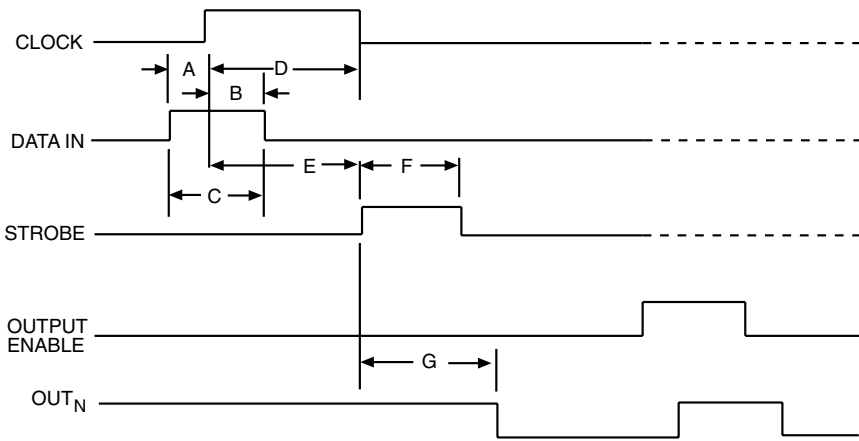 CLOCK
A
D
B
DATA IN
E
F
C
STROBE
OUTPUT
ENABLE
G
OUTN